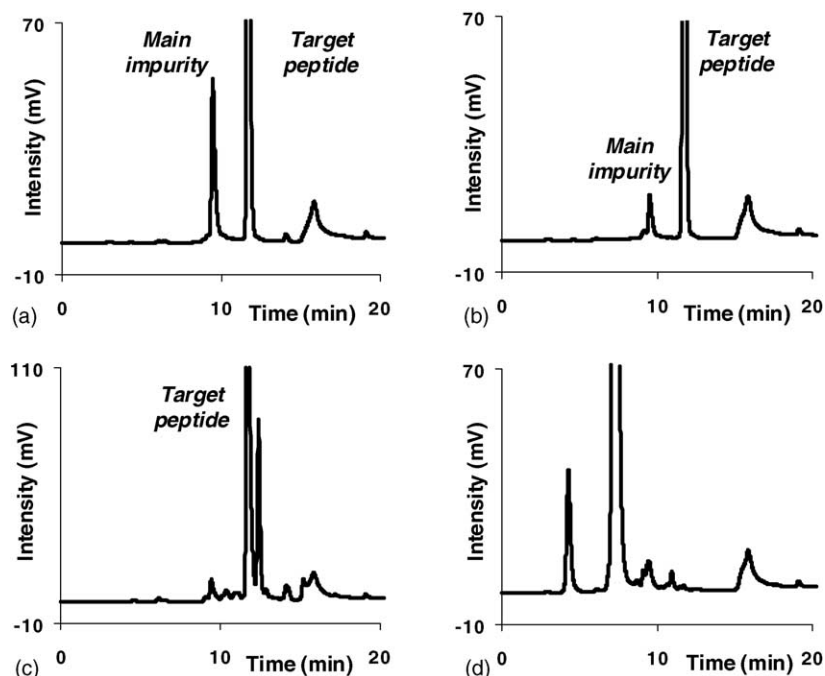 70
Main
impurity
Target
peptide
Intensity (mV)
-10
0
10
20
Time (min)
(a)
70
Target
peptide
Main
impurity
Intensity (mV)
-10
0
10
20
Time (min)
(b)
110
Target
peptide
Intensity (mV)
-10
0
10
20
Time (min)
(c)
70
Intensity (mV)
-10
0
10
20
Time (min)
(d)